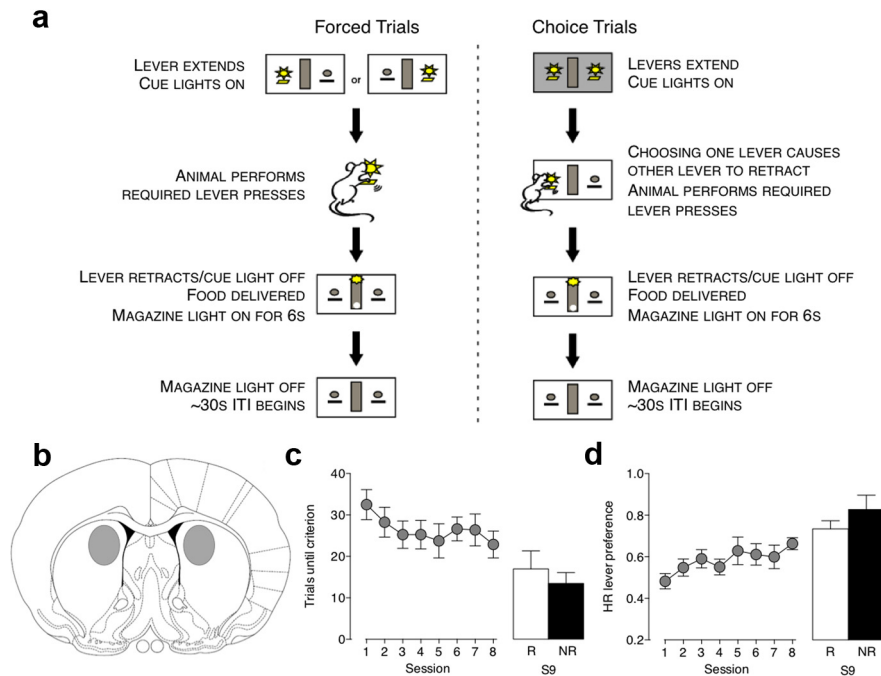 a
Forced Trials
LEVER EXTENDS
CUE LIGHTS ON
or
ANIMAL PERFORMS
REQUIRED LEVER PRESSES
LEVER RETRACTS/CUE LIGHT OFF
FOOD DELIVERED
MAGAZINE LIGHT ON FOR 6S
MAGAZINE LIGHT OFF
~30S ITI BEGINS
Choice Trials
LEVERS EXTEND
CUE LIGHTS ON
CHOOSING ONE LEVER CAUSES
OTHER LEVER TO RETRACT
ANIMAL PERFORMS REQUIRED
LEVER PRESSES
LEVER RETRACTS/CUE LIGHT OFF
FOOD DELIVERED
MAGAZINE LIGHT ON FOR 6S
MAGAZINE LIGHT OFF
~30S ITI BEGINS
b
c
Trials until criterion
40
30
20
10
0
1 2 3 4 5 6 7 8
Session
R NR
S9
d
HR lever preference
1.0
0.8
0.6
0.4
0.2
1 2 3 4 5 6 7 8
Session
R NR
S9